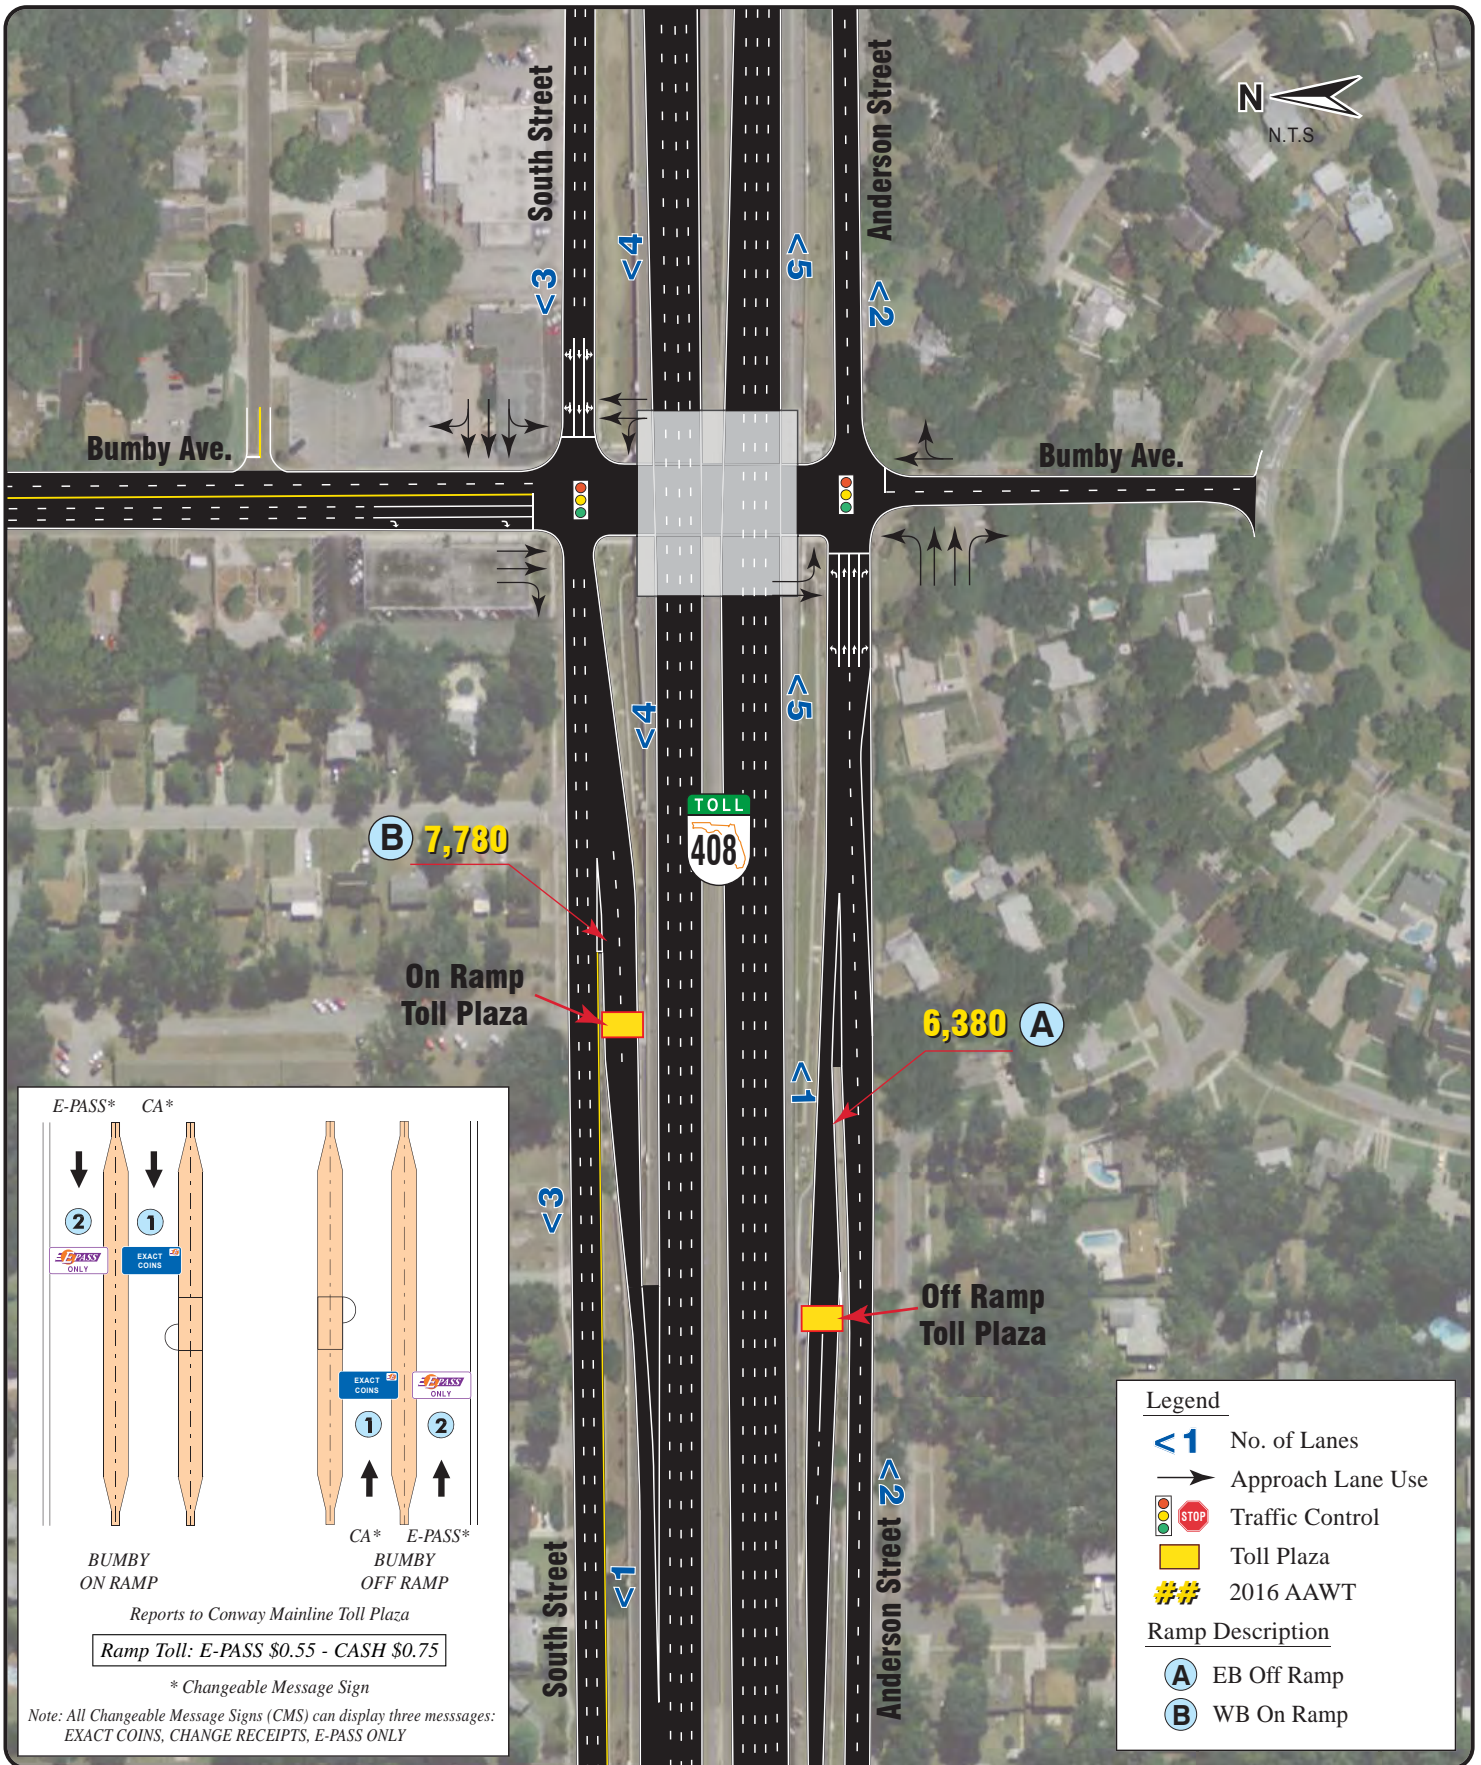 South Street
Anderson Street
N
N.T.S
<3
<4
<5
<2
Bumby Ave.
Bumby Ave.
<4
<5
TOLL
408
B 7,780
On Ramp
Toll Plaza
6,380 A
<1
<3
Off Ramp
Toll Plaza
<2
<1
South Street
Anderson Street
E-PASS* CA*
2 1
E-PASS
ONLY
EXACT
COINS
EXACT
COINS
E-PASS
ONLY
1 2
CA* E-PASS*
BUMBY
ON RAMP
BUMBY
OFF RAMP
Reports to Conway Mainline Toll Plaza
Ramp Toll: E-PASS $0.55 - CASH $0.75
* Changeable Message Sign
Note: All Changeable Message Signs (CMS) can display three messsages:
EXACT COINS, CHANGE RECEIPTS, E-PASS ONLY
Legend
<1 No. of Lanes
Approach Lane Use
STOP Traffic Control
Toll Plaza
## 2016 AAWT
Ramp Description
A EB Off Ramp
B WB On Ramp